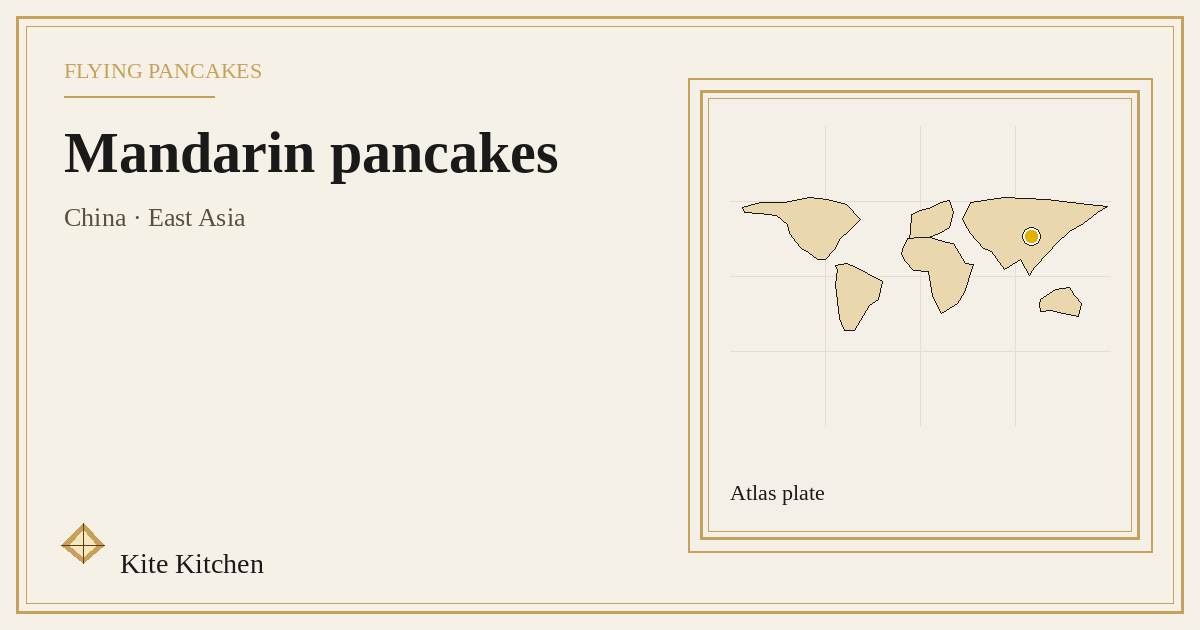 FLYING PANCAKES
Mandarin pancakes
China · East Asia
Atlas plate
Kite Kitchen